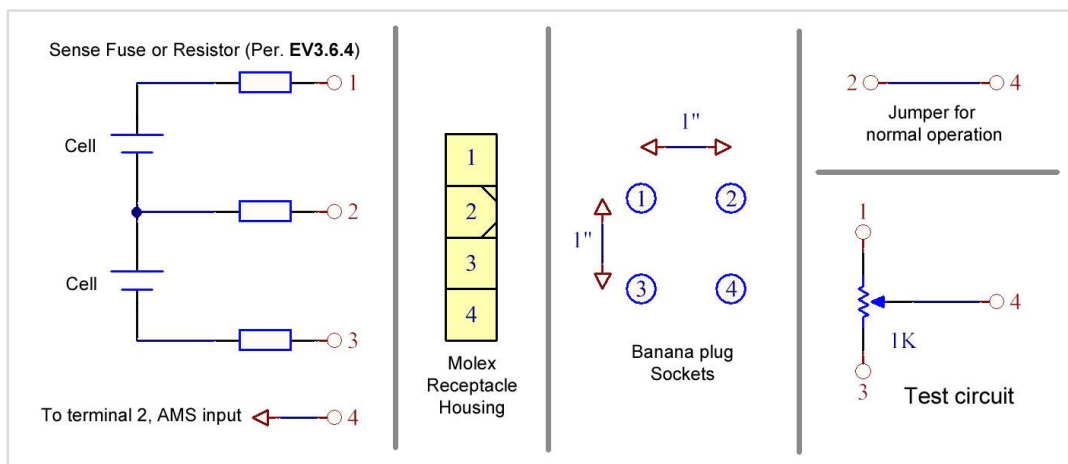 Sense Fuse or Resistor (Per. EV3.6.4)
1
Cell
2
Cell
3
To terminal 2, AMS input
4
1
2
3
4
Molex
Receptacle
Housing
1"
1"
1
2
3
4
Banana plug
Sockets
2
4
Jumper for
normal operation
1
4
1K
3
Test circuit